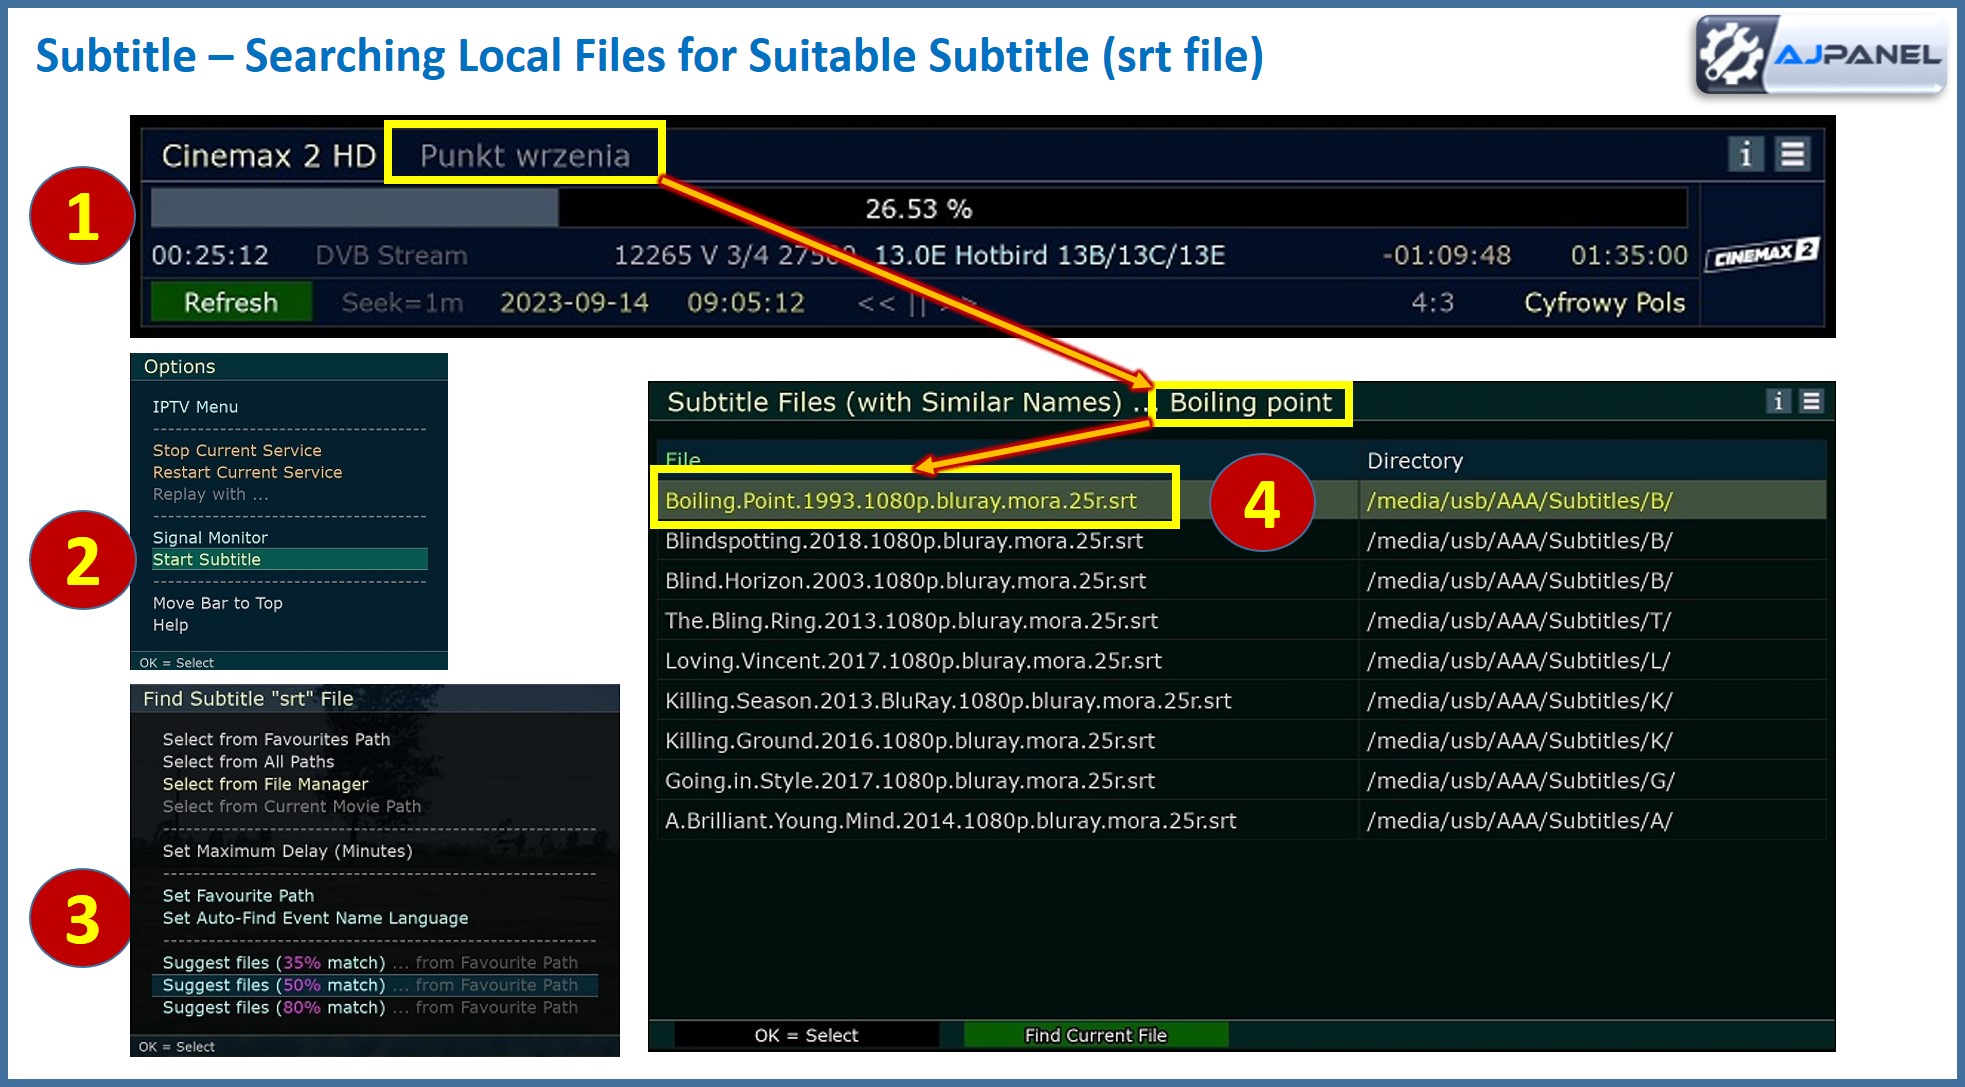 Subtitle – Searching Local Files for Suitable Subtitle (srt file)
AJPANEL
1
Cinemax 2 HD Punkt wrzenia
i
26.53 %
00:25:12 DVB Stream 12265 V 3/4 27500 13.0E Hotbird 13B/13C/13E -01:09:48 01:35:00
CINEMAX 2
Refresh Seek=1m 2023-09-14 09:05:12 << || >> 4:3 Cyfrowy Pols
2
Options
IPTV Menu
Stop Current Service
Restart Current Service
Replay with ...
Signal Monitor
Start Subtitle
Move Bar to Top
Help
OK = Select
3
Find Subtitle "srt" File
Select from Favourites Path
Select from All Paths
Select from File Manager
Select from Current Movie Path
Set Maximum Delay (Minutes)
Set Favourite Path
Set Auto-Find Event Name Language
Suggest files (35% match) ... from Favourite Path
Suggest files (50% match) ... from Favourite Path
Suggest files (80% match) ... from Favourite Path
OK = Select
4
Subtitle Files (with Similar Names) ... Boiling point
i
File Directory
Boiling.Point.1993.1080p.bluray.mora.25r.srt /media/usb/AAA/Subtitles/B/
Blindspotting.2018.1080p.bluray.mora.25r.srt /media/usb/AAA/Subtitles/B/
Blind.Horizon.2003.1080p.bluray.mora.25r.srt /media/usb/AAA/Subtitles/B/
The.Bling.Ring.2013.1080p.bluray.mora.25r.srt /media/usb/AAA/Subtitles/T/
Loving.Vincent.2017.1080p.bluray.mora.25r.srt /media/usb/AAA/Subtitles/L/
Killing.Season.2013.BluRay.1080p.bluray.mora.25r.srt /media/usb/AAA/Subtitles/K/
Killing.Ground.2016.1080p.bluray.mora.25r.srt /media/usb/AAA/Subtitles/K/
Going.in.Style.2017.1080p.bluray.mora.25r.srt /media/usb/AAA/Subtitles/G/
A.Brilliant.Young.Mind.2014.1080p.bluray.mora.25r.srt /media/usb/AAA/Subtitles/A/
OK = Select Find Current File